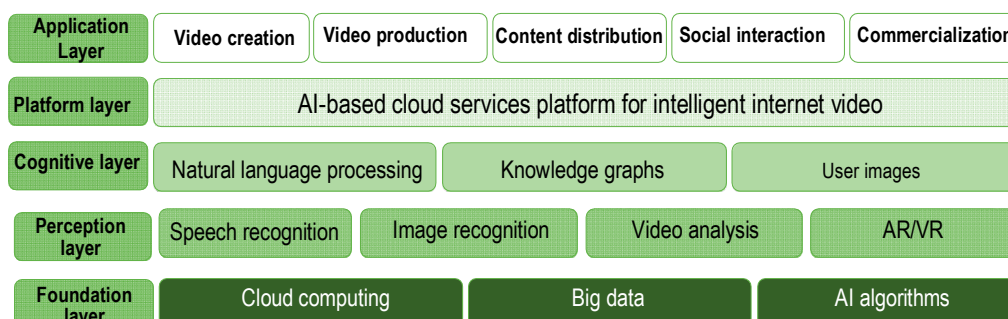 Application
Layer
Video creation
Video production
Content distribution
Social interaction
Commercialization
Platform layer
AI-based cloud services platform for intelligent internet video
Cognitive layer
Natural language processing
Knowledge graphs
User images
Perception
layer
Speech recognition
Image recognition
Video analysis
AR/VR
Foundation
layer
Cloud computing
Big data
AI algorithms